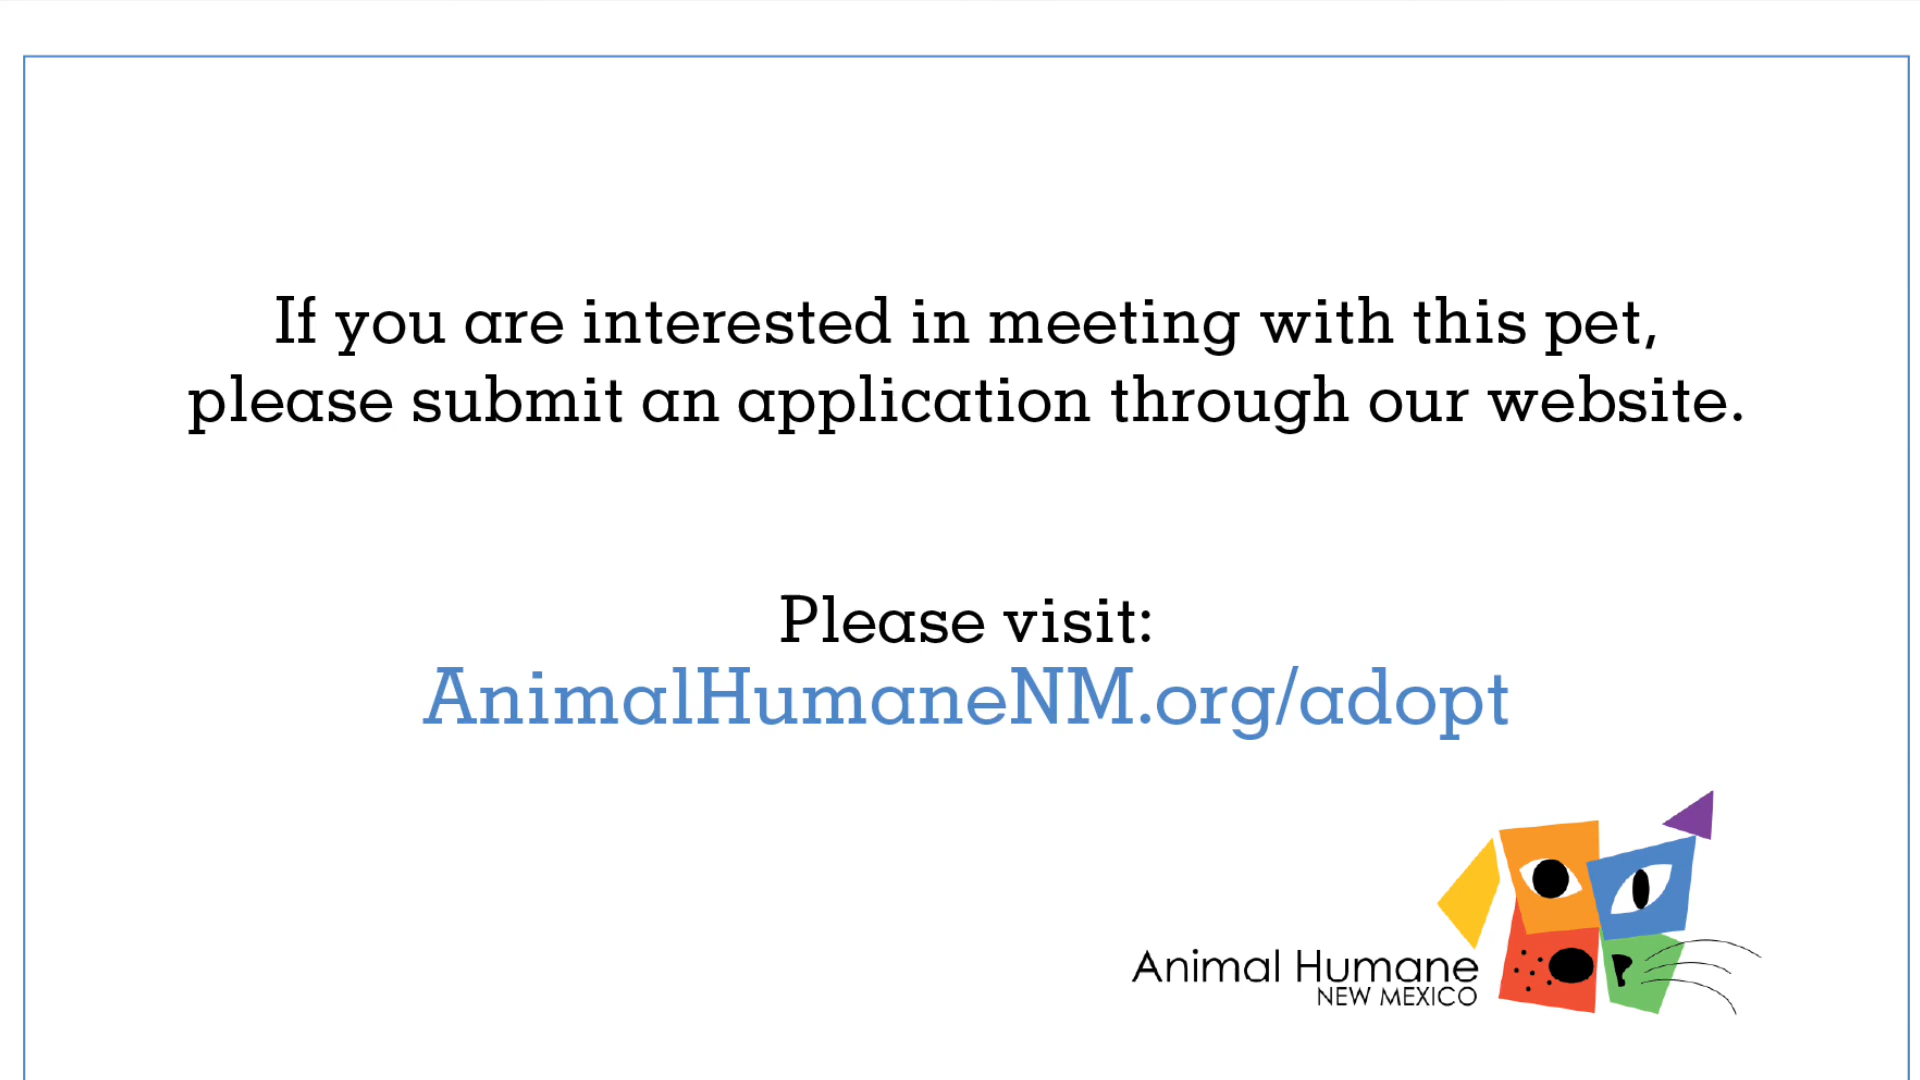 If you are interested in meeting with this pet,
please submit an application through our website.
Please visit:
AnimalHumaneNM.org/adopt
Animal Humane
NEW MEXICO